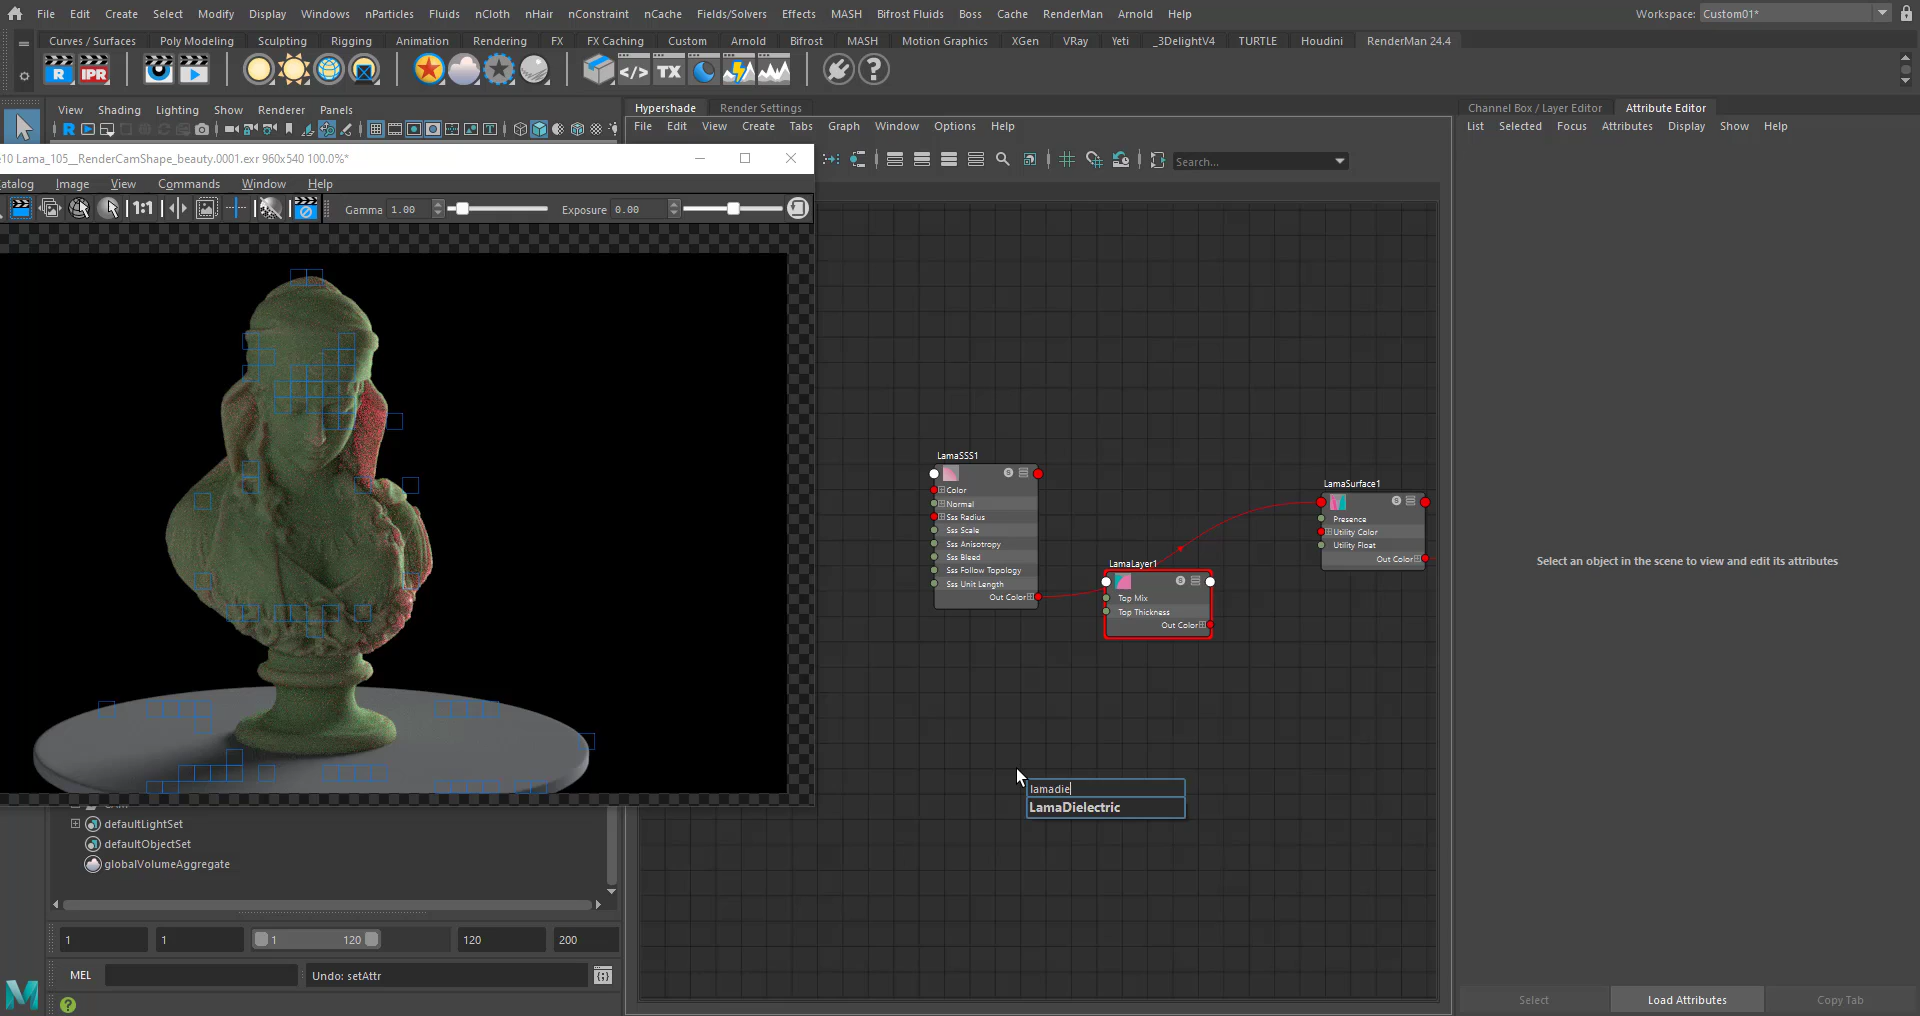 File Edit Create Select Modify Display Windows nParticles Fluids nCloth nHair nConstraint nCache Fields/Solvers Effects MASH Bifrost Fluids Boss Cache RenderMan Arnold Help
Workspace: Custom01*
Curves / Surfaces Poly Modeling Sculpting Rigging Animation Rendering FX FX Caching Custom Arnold Bifrost MASH Motion Graphics XGen VRay Yeti _3DelightV4 TURTLE Houdini RenderMan 24.4
R IPR </> TX ?
View Shading Lighting Show Renderer Panels
Hypershade Render Settings
Channel Box / Layer Editor Attribute Editor
File Edit View Create Tabs Graph Window Options Help
List Selected Focus Attributes Display Show Help
e10 Lama_105__RenderCamShape_beauty.0001.exr 960x540 100.0%*
Search...
atalog Image View Commands Window Help
1:1 Gamma 1.00 Exposure 0.00
LamaSSS1
Color
Normal
Sss Radius
Sss Scale
Sss Anisotropy
Sss Bleed
Sss Follow Topology
Sss Unit Length
Out Color
LamaLayer1
Top Mix
Top Thickness
Out Color
LamaSurface1
Presence
Utility Color
Utility Float
Out Color
Select an object in the scene to view and edit its attributes
lamadie
LamaDielectric
defaultLightSet
defaultObjectSet
globalVolumeAggregate
1 1 1 120 120 200
MEL Undo: setAttr
Select Load Attributes Copy Tab